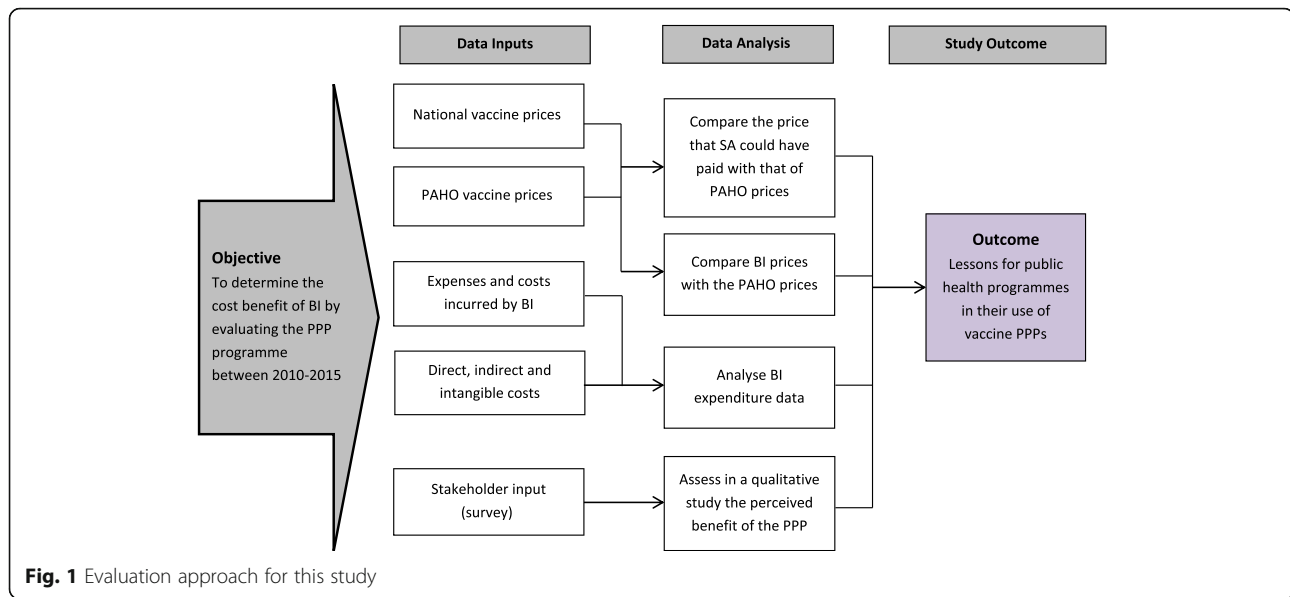 Data Inputs
Data Analysis
Study Outcome
Objective
To determine the
cost benefit of BI by
evaluating the PPP
programme
between 2010-2015
National vaccine prices
PAHO vaccine prices
Expenses and costs
incurred by BI
Direct, indirect and
intangible costs
Stakeholder input
(survey)
Compare the price
that SA could have
paid with that of
PAHO prices
Compare BI prices
with the PAHO prices
Analyse BI
expenditure data
Assess in a qualitative
study the perceived
benefit of the PPP
Outcome
Lessons for public
health programmes
in their use of
vaccine PPPs
Fig. 1 Evaluation approach for this study